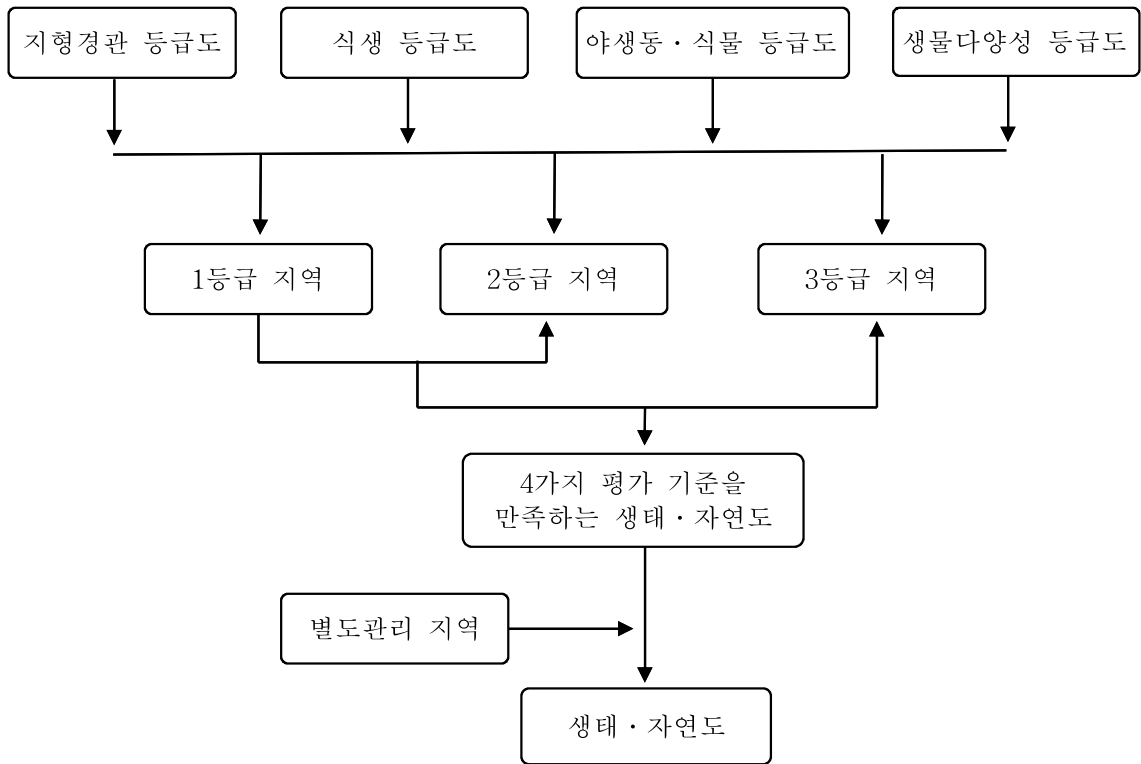 지형경관 등급도
식생 등급도
야생동·식물 등급도
생물다양성 등급도
1등급 지역
2등급 지역
3등급 지역
4가지 평가 기준을
만족하는 생태·자연도
별도관리 지역
생태·자연도